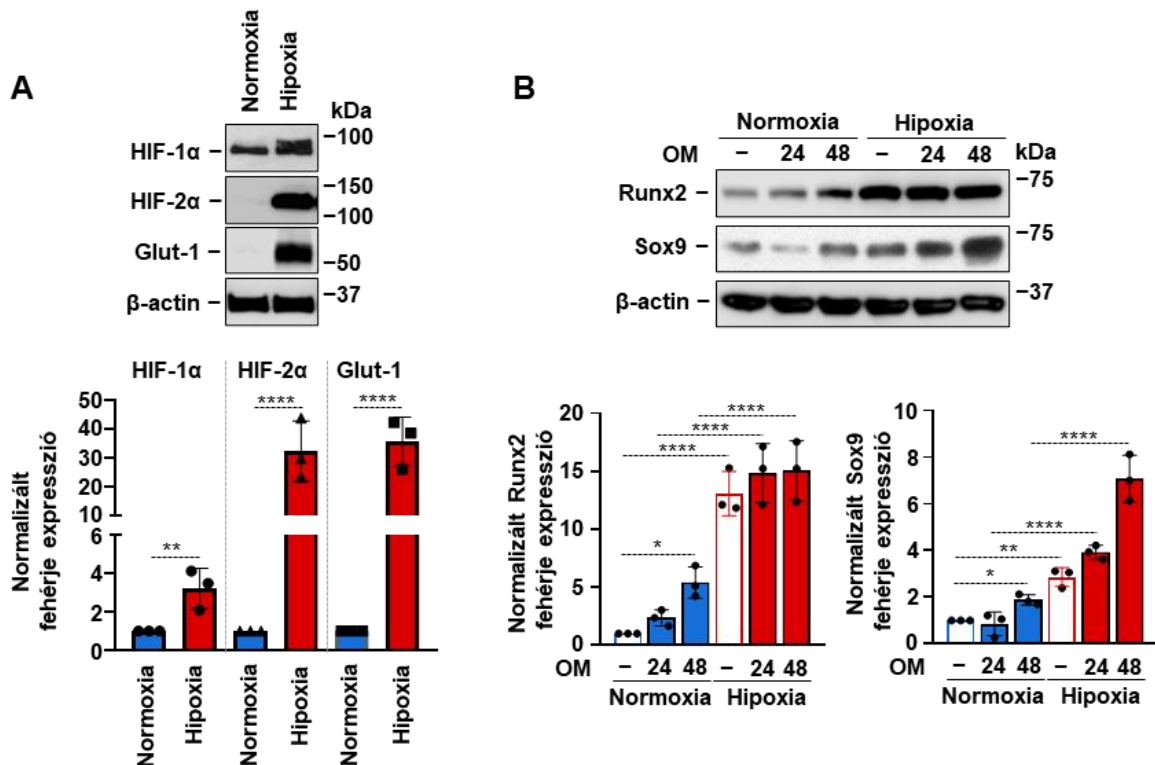 A
Normoxia
Hipoxia
kDa
HIF-1α –
–100
HIF-2α –
–150
–100
Glut-1 –
–50
β-actin –
–37
HIF-1α
HIF-2α
Glut-1
Normalizált
fehérje expresszió
50
40
30
20
10
6
4
2
0
**
****
****
Normoxia
Hipoxia
Normoxia
Hipoxia
Normoxia
Hipoxia
B
Normoxia Hipoxia
OM – 24 48 – 24 48 kDa
Runx2 –
–75
Sox9 –
–75
β-actin –
–37
Normalizált Runx2
fehérje expresszió
20
15
10
5
0
****
****
****
*
OM – 24 48 – 24 48
Normoxia Hipoxia
Normalizált Sox9
fehérje expresszió
10
8
6
4
2
0
****
****
**
*
OM – 24 48 – 24 48
Normoxia Hipoxia